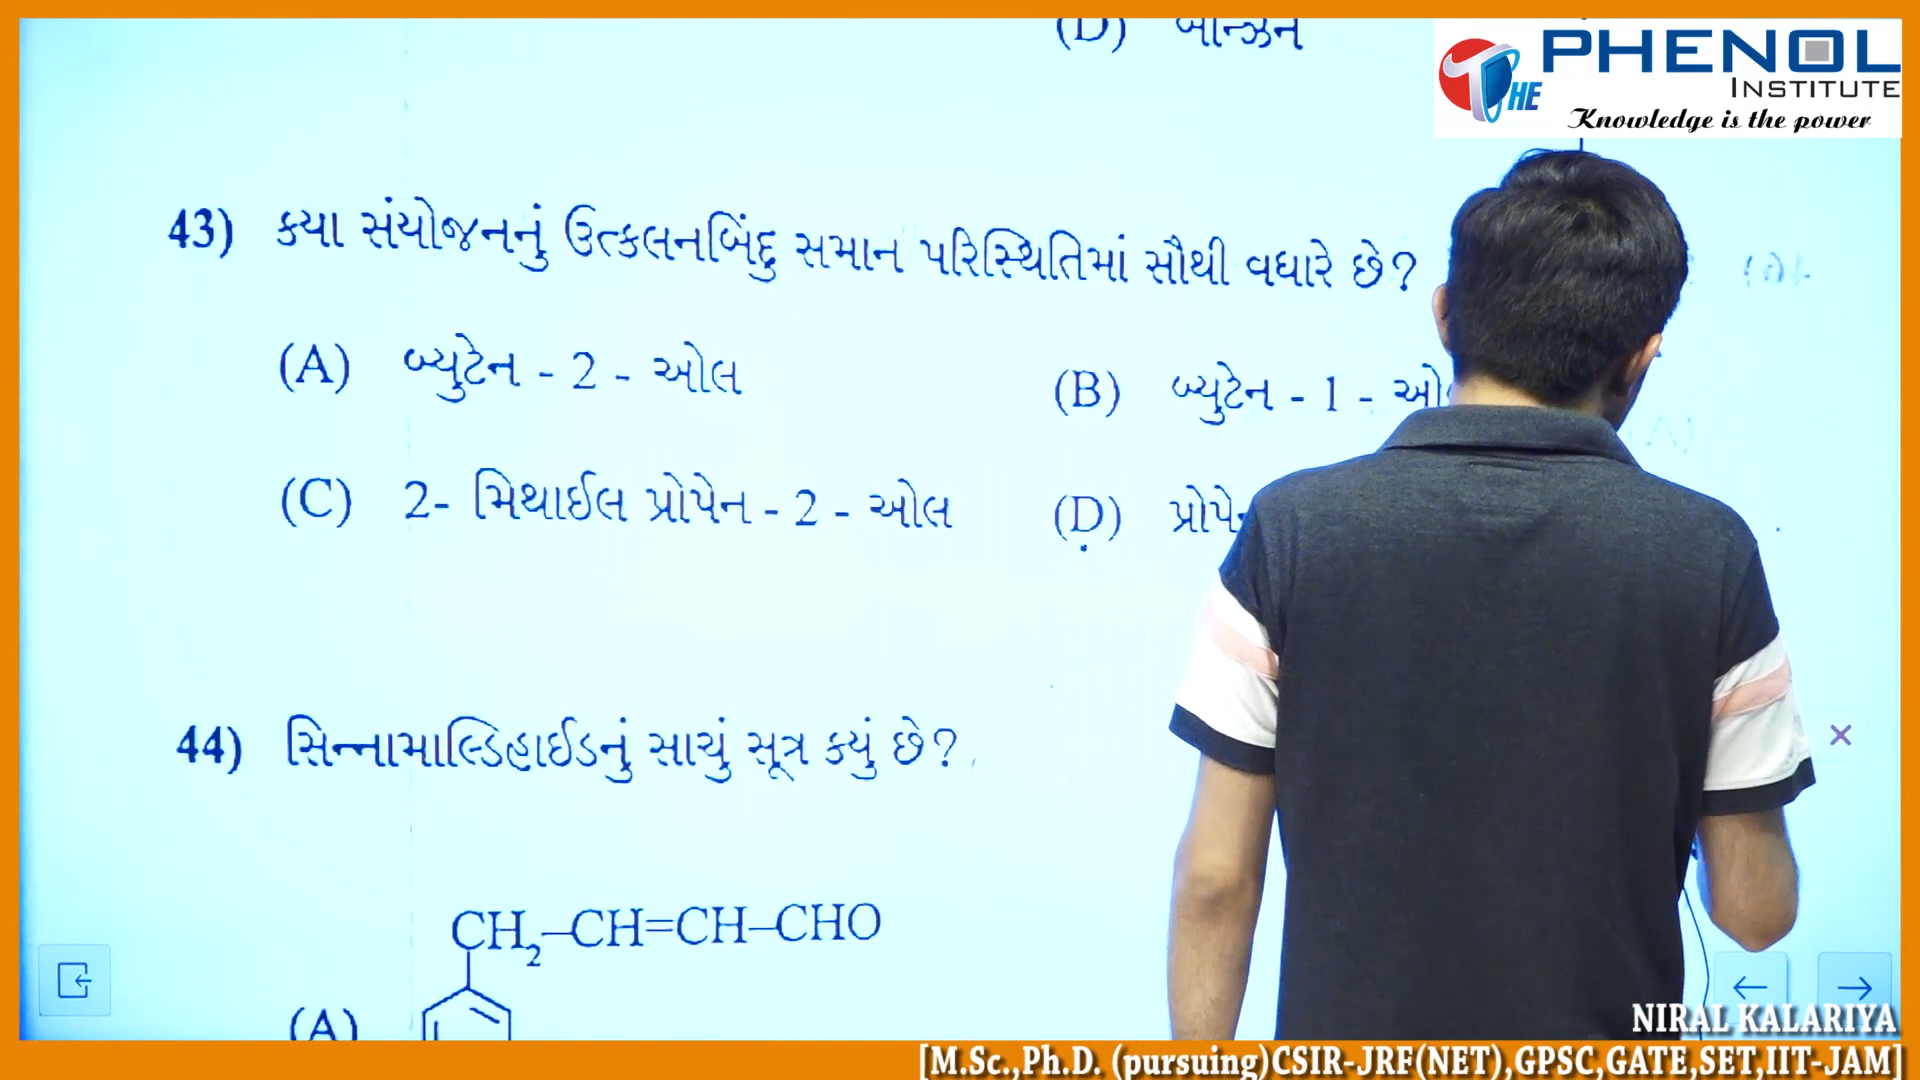 (D) બેન્ઝિન
THE PHENOL
INSTITUTE
Knowledge is the power
43) કયા સંયોજનનું ઉત્કલનબિંદુ સમાન પરિસ્થિતિમાં સૌથી વધારે છે?
(A) બ્યુટેન - 2 - ઓલ
(B) બ્યુટેન - 1 -
(C) 2- મિથાઈલ પ્રોપેન - 2 - ઓલ
(D)
44) સિન્નામાલ્ડિહાઈડનું સાચું સૂત્ર કયું છે?
CH₂–CH=CH–CHO
(A)
NIRAL KALARIYA
[M.Sc.,Ph.D. (pursuing)CSIR-JRF(NET),GPSC,GATE,SET,IIT-JAM]